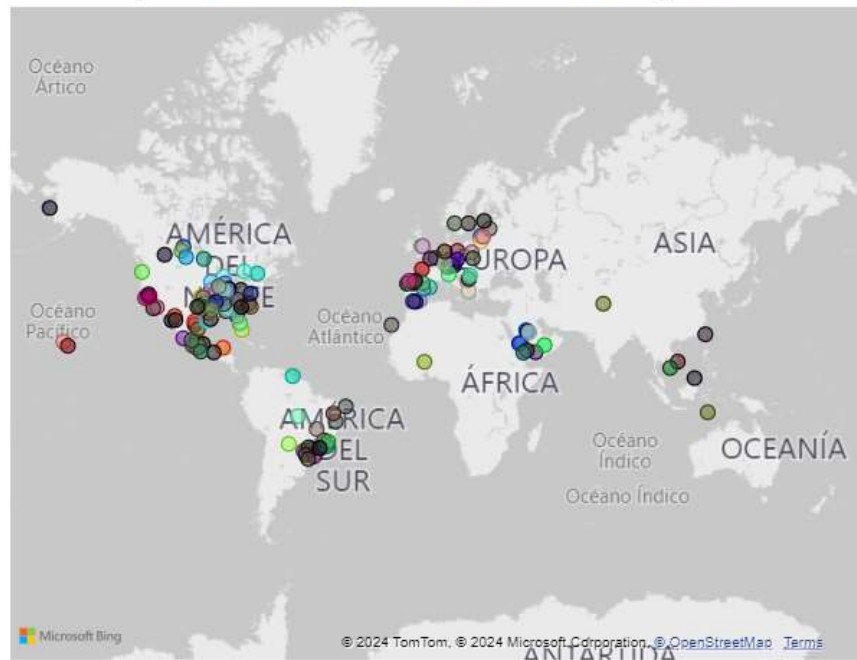 Océano
Ártico
AMÉRICA
DEL
EUROPA
ASIA
Océano
Pacífico
Océano
Atlántico
ÁFRICA
AMÉRICA
DEL
SUR
Océano
Índico
OCEANÍA
Océano Índico
Microsoft Bing
© 2024 TomTom, © 2024 Microsoft Corporation, © OpenStreetMap Terms
ANTÁRTIDA